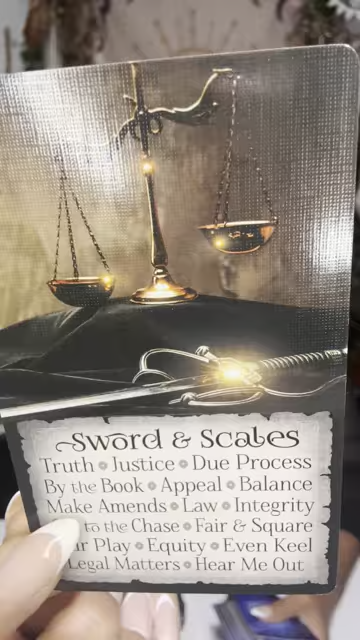 Sword & Scales
Truth • Justice • Due Process
By the Book • Appeal • Balance
Make Amends • Law • Integrity
to the Chase • Fair & Square
Play • Equity • Even Keel
Legal Matters • Hear Me Out